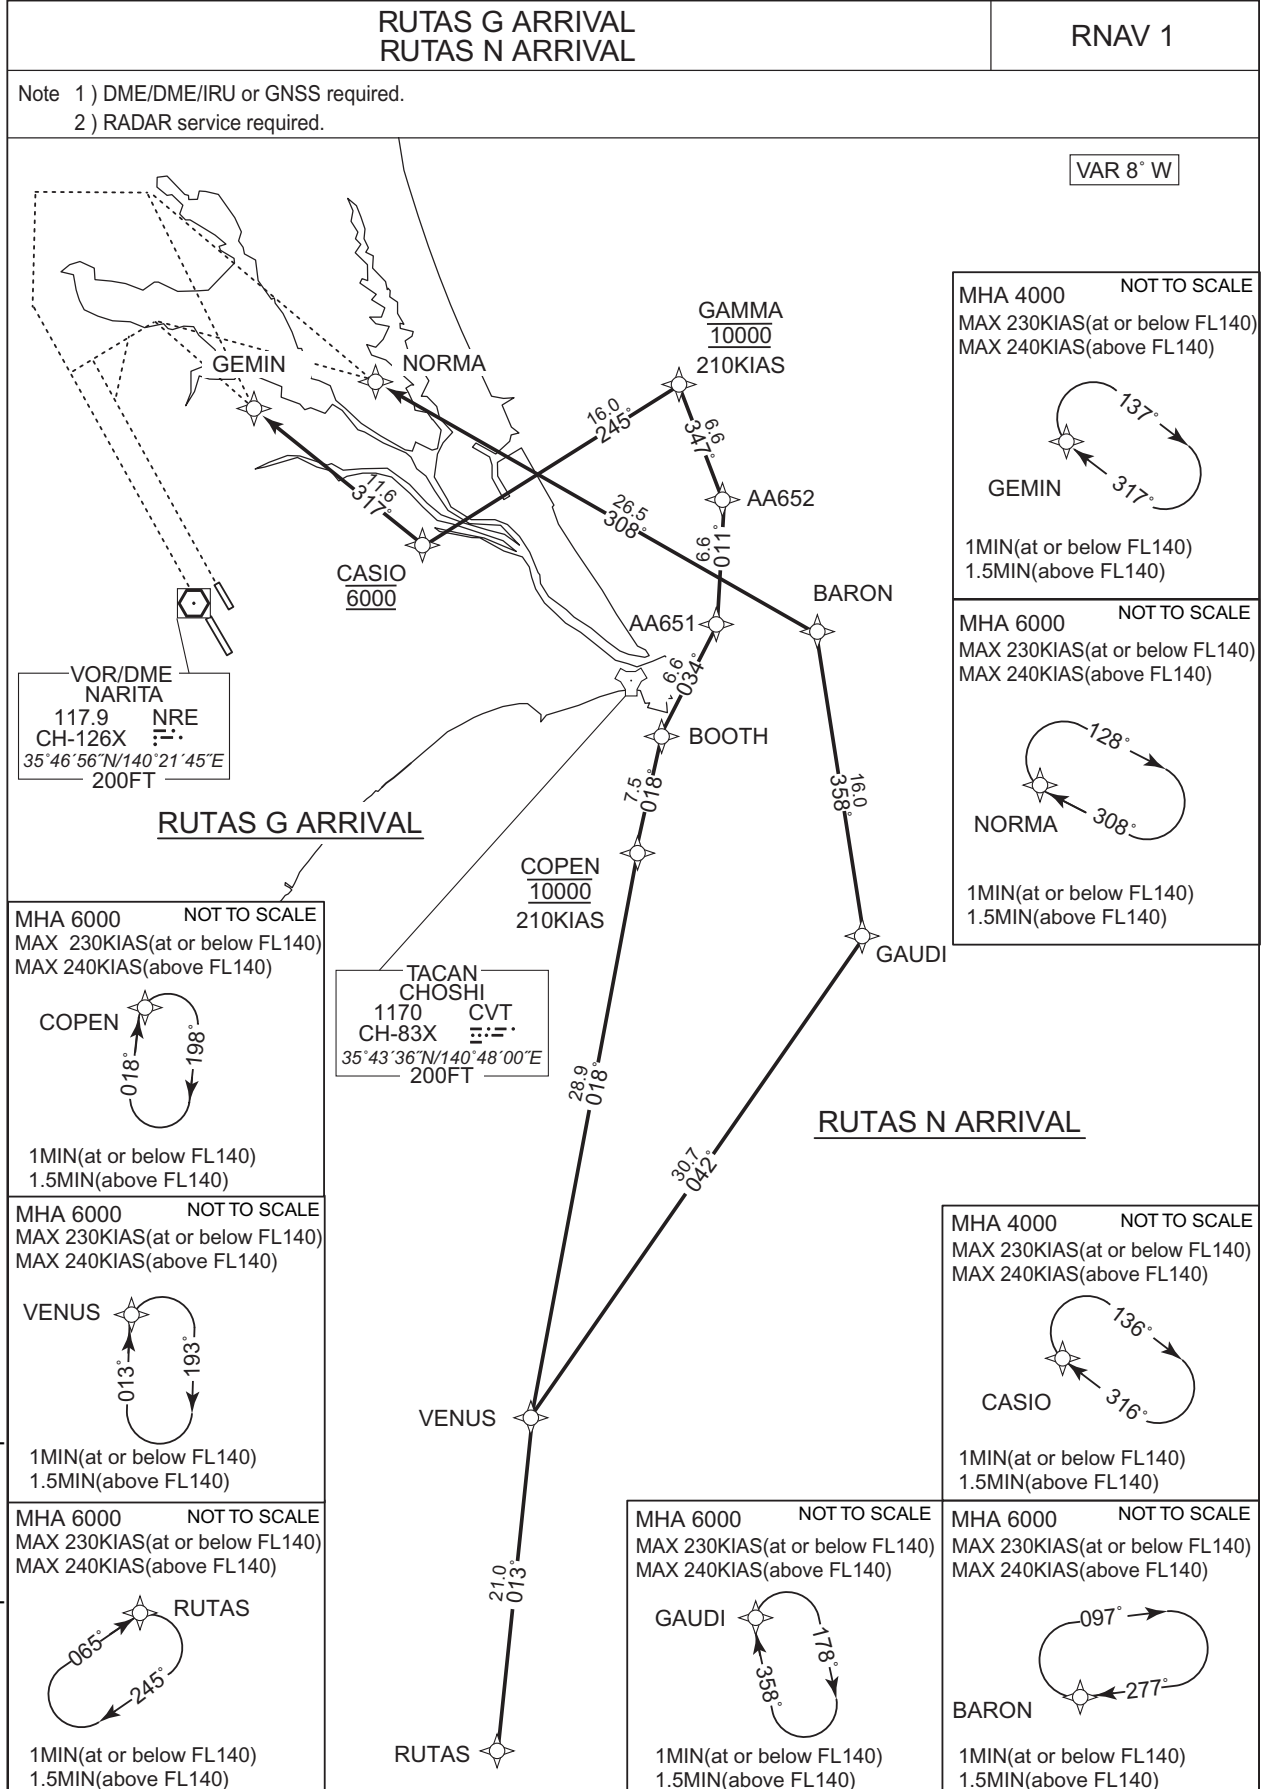 RUTAS G ARRIVAL
RUTAS N ARRIVAL
RNAV 1
Note 1 ) DME/DME/IRU or GNSS required.
2 ) RADAR service required.
VAR 8˚ W
GAMMA
10000
210KIAS
GEMIN
NORMA
16.0
245˚
6.6
347˚
11.6
317˚
AA652
26.5
308˚
6.6
011˚
CASIO
6000
BARON
AA651
6.6
034˚
VOR/DME
NARITA
117.9 NRE
CH-126X
35˚46´56˝N/140˚21´45˝E
200FT
BOOTH
7.5
018˚
16.0
358˚
RUTAS G ARRIVAL
COPEN
10000
210KIAS
GAUDI
TACAN
CHOSHI
1170 CVT
CH-83X
35˚43´36˝N/140˚48´00˝E
200FT
28.9
018˚
RUTAS N ARRIVAL
30.7
042˚
VENUS
21.0
013˚
RUTAS
MHA 4000 NOT TO SCALE
MAX 230KIAS(at or below FL140)
MAX 240KIAS(above FL140)
137˚
GEMIN
317˚
1MIN(at or below FL140)
1.5MIN(above FL140)
MHA 6000 NOT TO SCALE
MAX 230KIAS(at or below FL140)
MAX 240KIAS(above FL140)
128˚
NORMA
308˚
1MIN(at or below FL140)
1.5MIN(above FL140)
MHA 6000 NOT TO SCALE
MAX 230KIAS(at or below FL140)
MAX 240KIAS(above FL140)
COPEN
018˚
198˚
1MIN(at or below FL140)
1.5MIN(above FL140)
MHA 6000 NOT TO SCALE
MAX 230KIAS(at or below FL140)
MAX 240KIAS(above FL140)
VENUS
013˚
193˚
1MIN(at or below FL140)
1.5MIN(above FL140)
MHA 6000 NOT TO SCALE
MAX 230KIAS(at or below FL140)
MAX 240KIAS(above FL140)
RUTAS
065˚
245˚
1MIN(at or below FL140)
1.5MIN(above FL140)
MHA 4000 NOT TO SCALE
MAX 230KIAS(at or below FL140)
MAX 240KIAS(above FL140)
136˚
CASIO
316˚
1MIN(at or below FL140)
1.5MIN(above FL140)
MHA 6000 NOT TO SCALE
MAX 230KIAS(at or below FL140)
MAX 240KIAS(above FL140)
GAUDI
178˚
358˚
1MIN(at or below FL140)
1.5MIN(above FL140)
MHA 6000 NOT TO SCALE
MAX 230KIAS(at or below FL140)
MAX 240KIAS(above FL140)
097˚
277˚
BARON
1MIN(at or below FL140)
1.5MIN(above FL140)